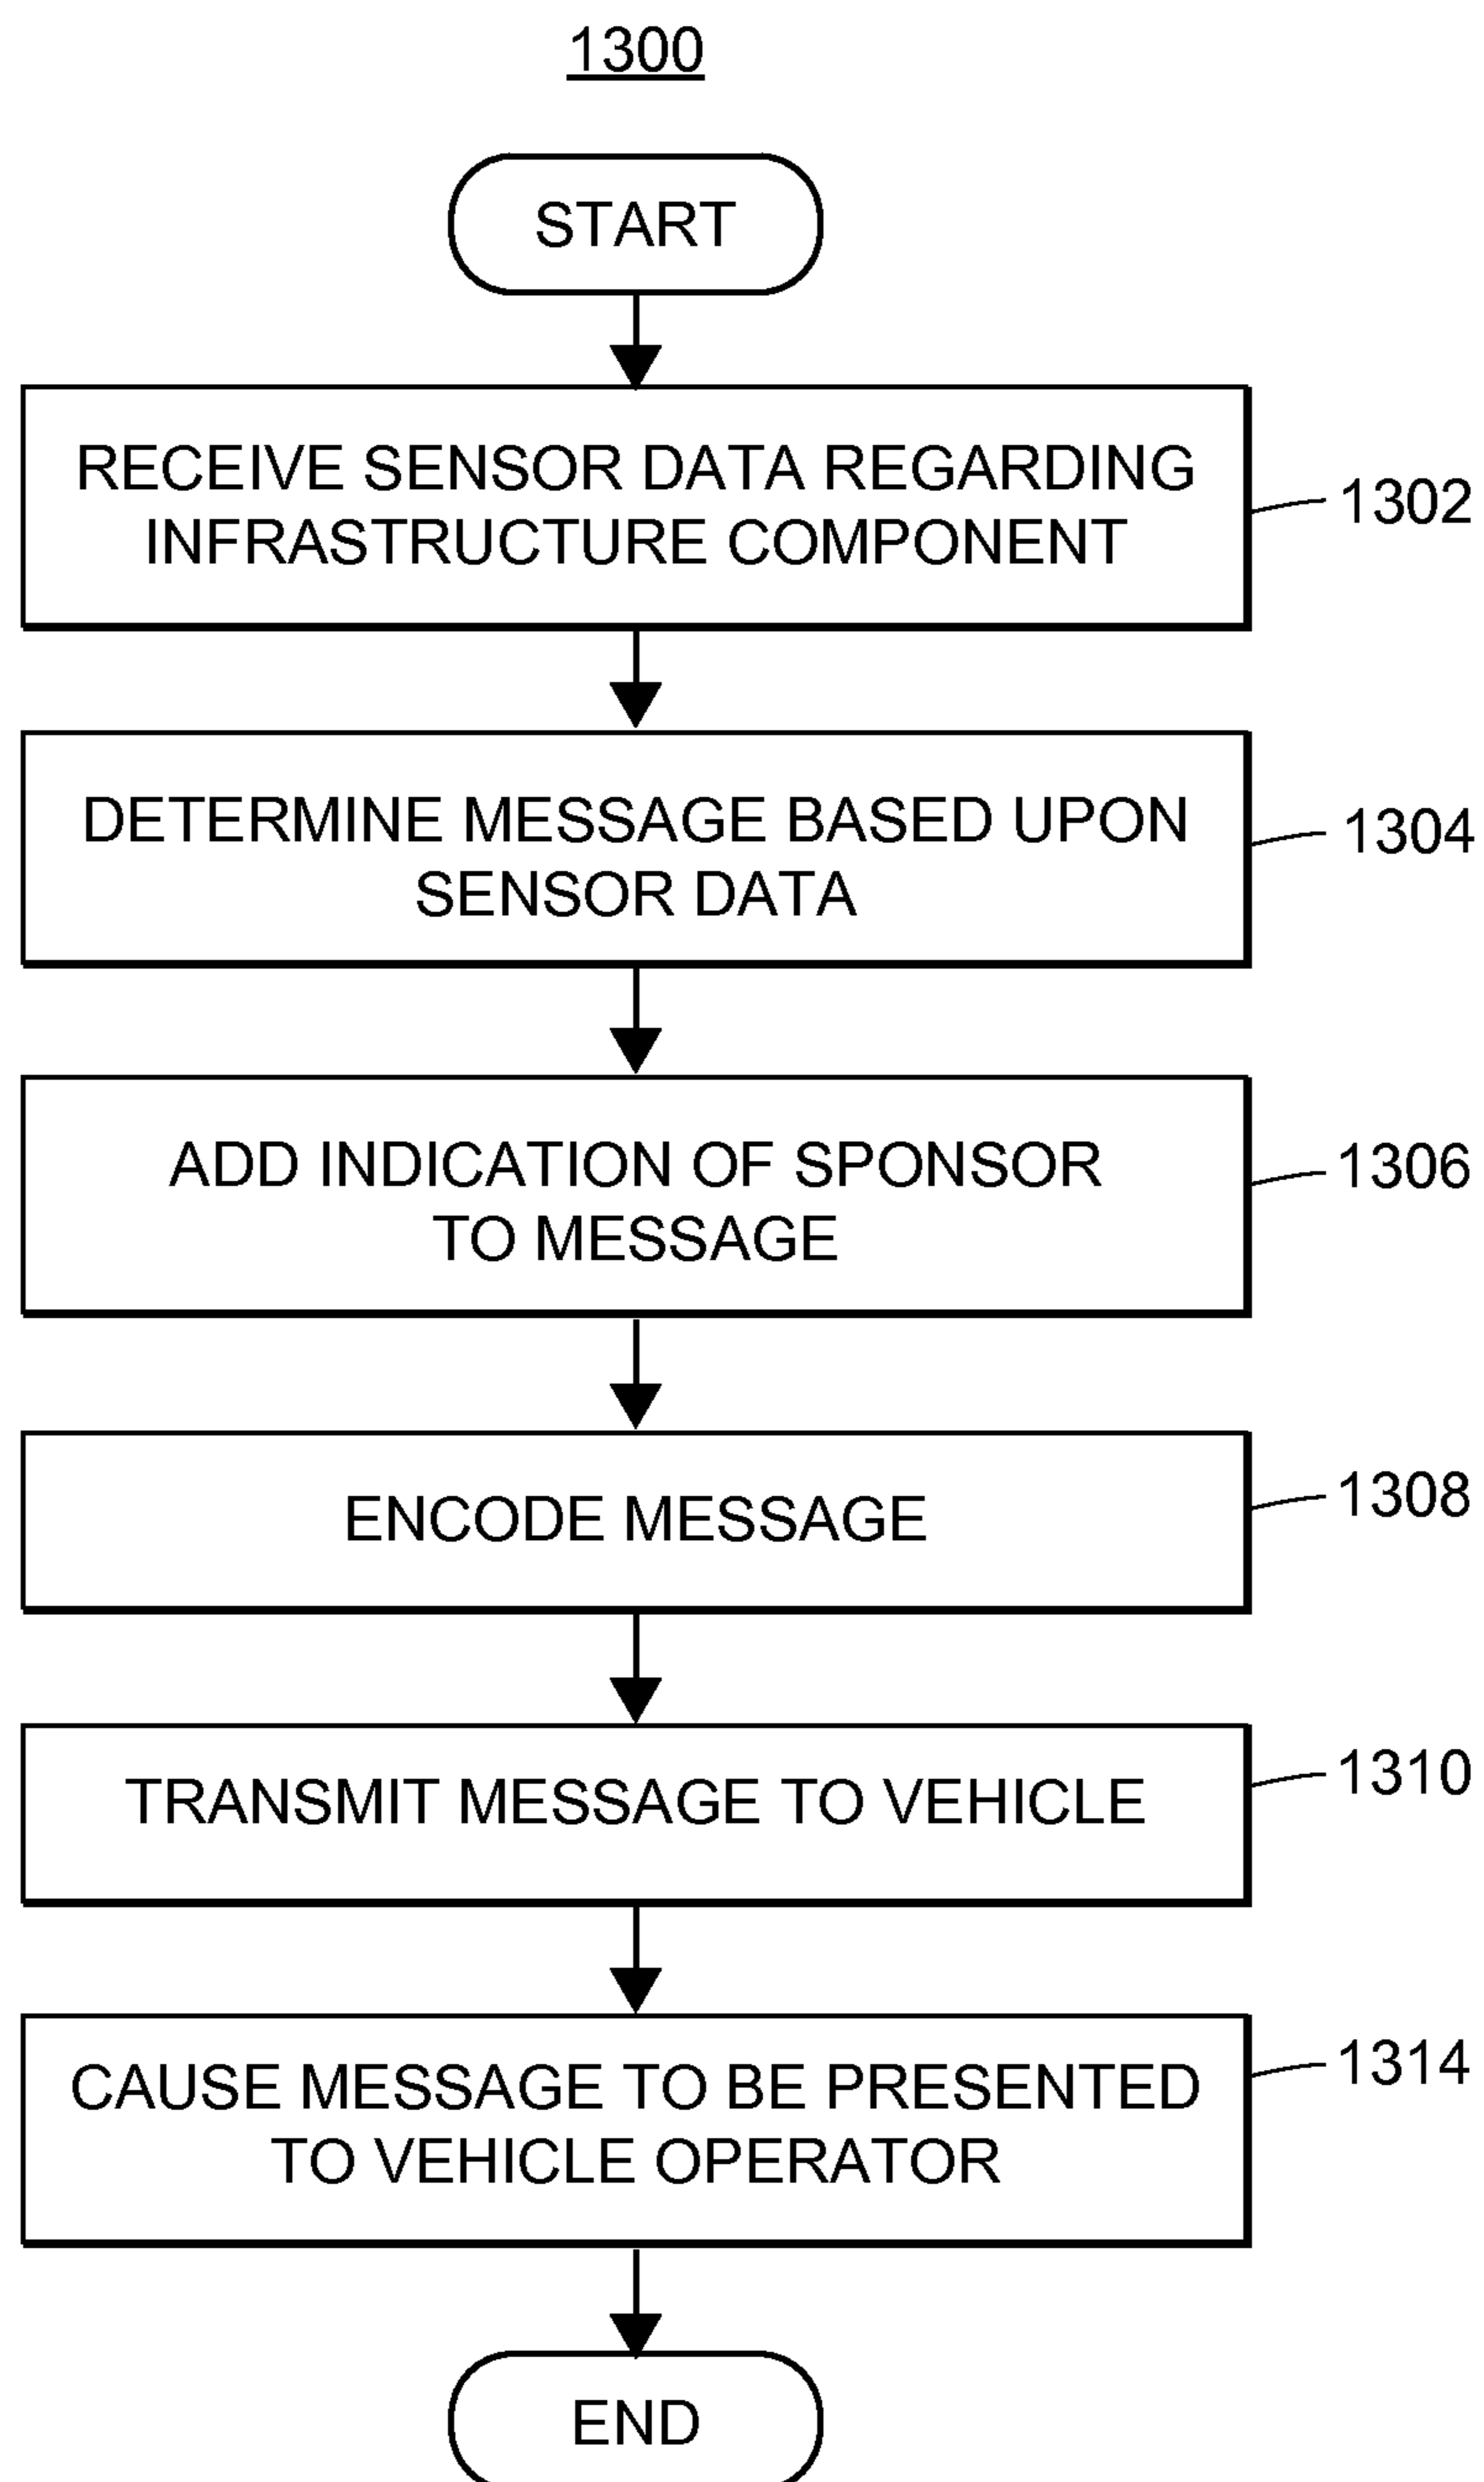 1300
START
RECEIVE SENSOR DATA REGARDING
INFRASTRUCTURE COMPONENT
1302
DETERMINE MESSAGE BASED UPON
SENSOR DATA
1304
ADD INDICATION OF SPONSOR
TO MESSAGE
1306
ENCODE MESSAGE
1308
TRANSMIT MESSAGE TO VEHICLE
1310
CAUSE MESSAGE TO BE PRESENTED
TO VEHICLE OPERATOR
1314
END